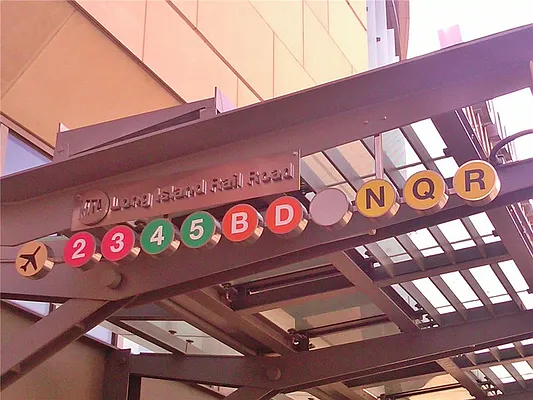 MTA Long Island Rail Road
2 3 4 5 B D N Q R